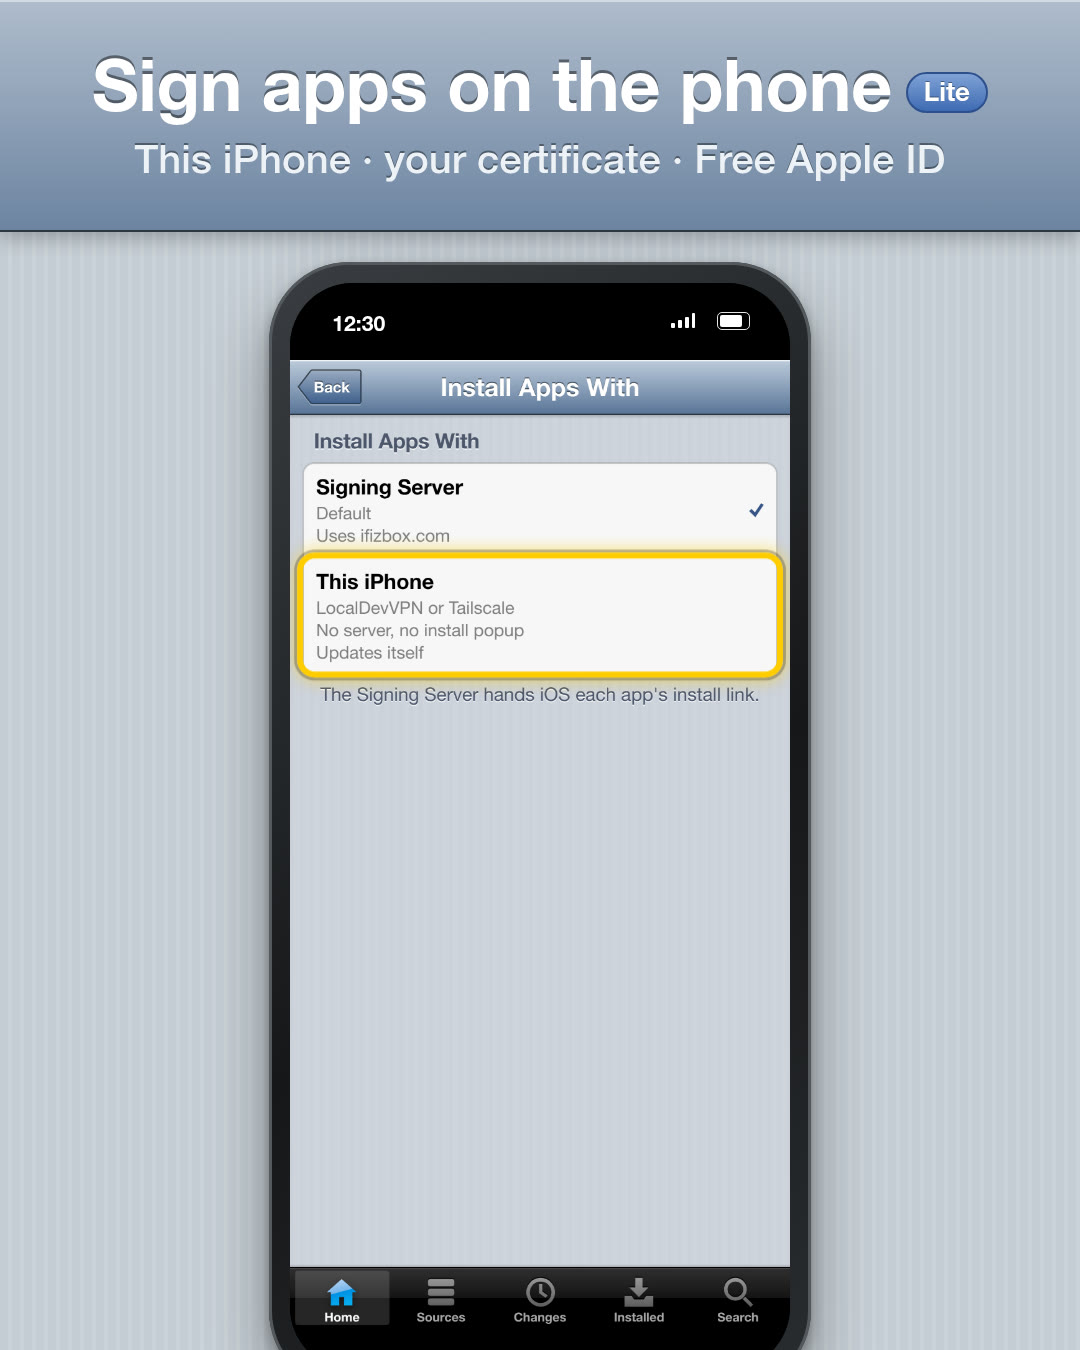 Sign apps on the phone Lite
This iPhone · your certificate · Free Apple ID
12:30
Back
Install Apps With
Install Apps With
Signing Server
Default
Uses ifizbox.com
This iPhone
LocalDevVPN or Tailscale
No server, no install popup
Updates itself
The Signing Server hands iOS each app's install link.
Home
Sources
Changes
Installed
Search